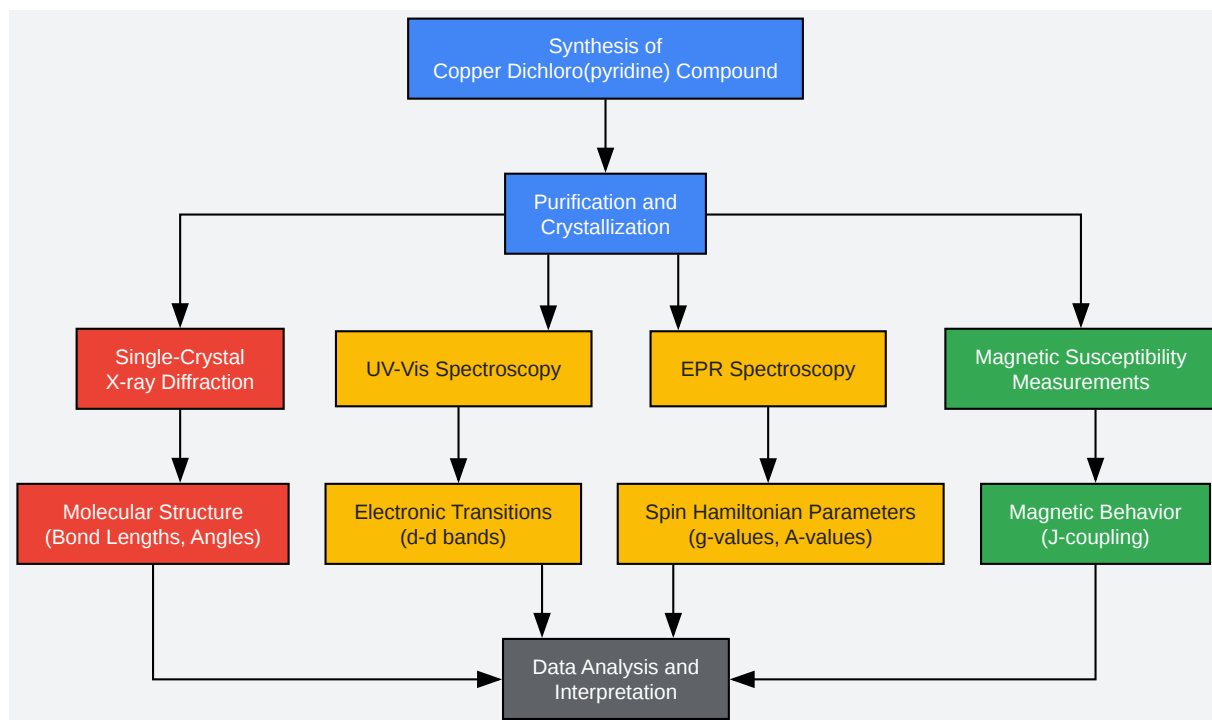 Synthesis of
Copper Dichloro(pyridine) Compound
Purification and
Crystallization
Single-Crystal
X-ray Diffraction
UV-Vis Spectroscopy
EPR Spectroscopy
Magnetic Susceptibility
Measurements
Molecular Structure
(Bond Lengths, Angles)
Electronic Transitions
(d-d bands)
Spin Hamiltonian Parameters
(g-values, A-values)
Magnetic Behavior
(J-coupling)
Data Analysis and
Interpretation